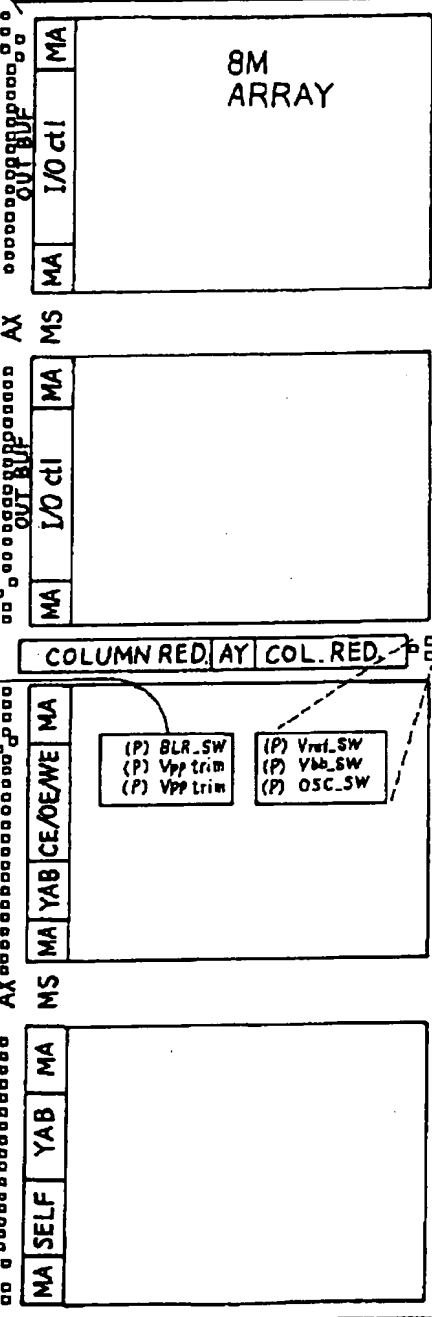 OUT BUF
MA
I/O ctl
MA
8M
ARRAY
AX
MS
OUT BUF
MA
I/O ctl
MA
COLUMN RED. AY COL. RED.
MA
CE/OE/WE
YAB
MA
(P) BLR_SW
(P) Vpp trim
(P) Vpp trim
(P) Vref_SW
(P) Vbb_SW
(P) OSC_SW
AX
MS
MA
YAB
SELF
MA